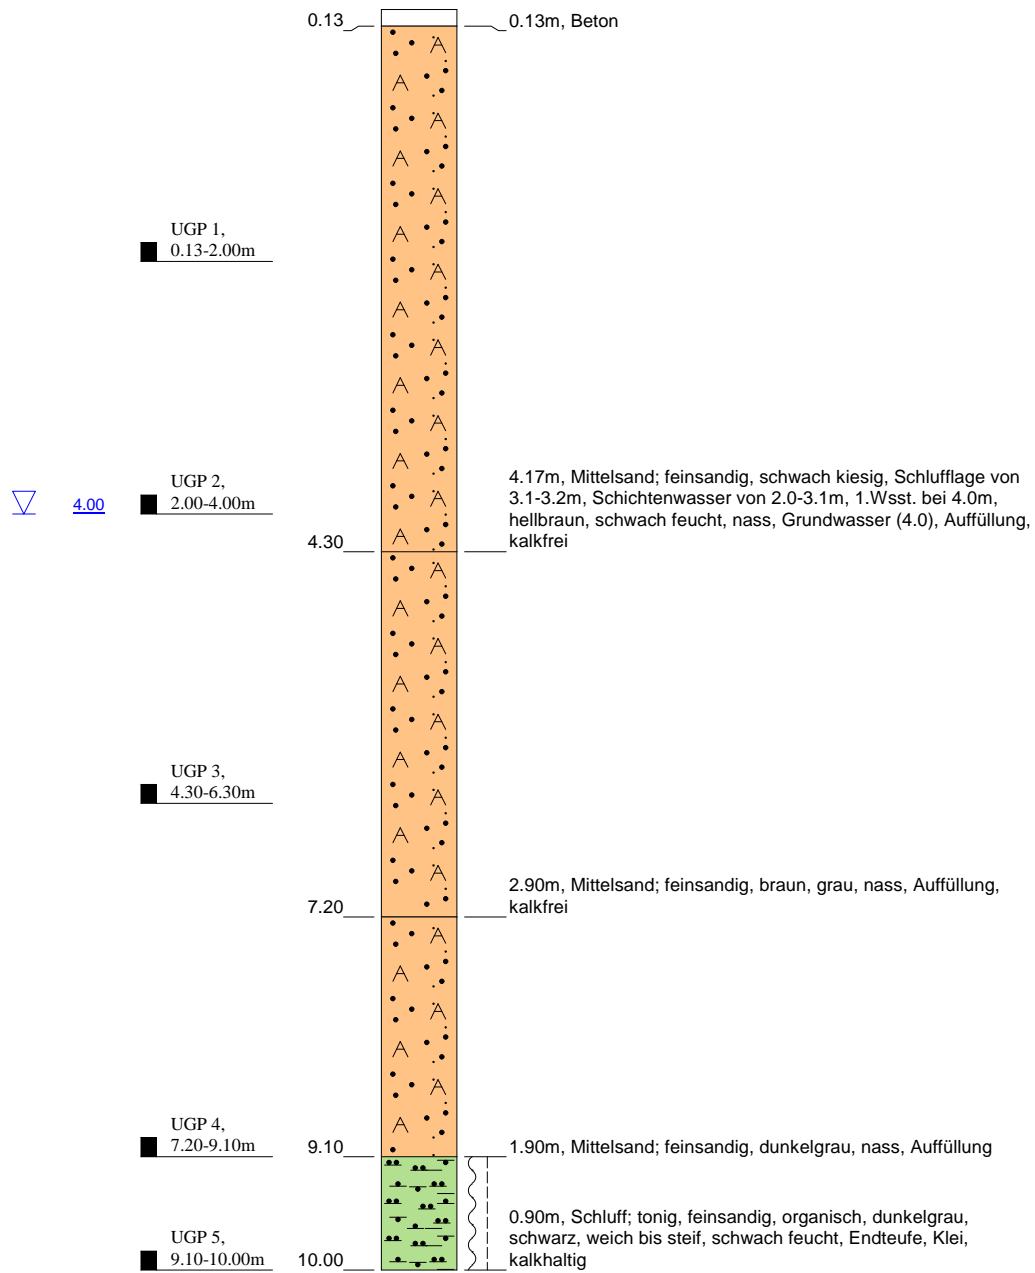 0.13
0.13m, Beton
UGP 1,
0.13-2.00m
UGP 2,
2.00-4.00m
4.00
4.17m, Mittelsand; feinsandig, schwach kiesig, Schlufflage von
3.1-3.2m, Schichtenwasser von 2.0-3.1m, 1.Wsst. bei 4.0m,
hellbraun, schwach feucht, nass, Grundwasser (4.0), Auffüllung,
kalkfrei
4.30
UGP 3,
4.30-6.30m
2.90m, Mittelsand; feinsandig, braun, grau, nass, Auffüllung,
kalkfrei
7.20
UGP 4,
7.20-9.10m
9.10
1.90m, Mittelsand; feinsandig, dunkelgrau, nass, Auffüllung
UGP 5,
9.10-10.00m
10.00
0.90m, Schluff; tonig, feinsandig, organisch, dunkelgrau,
schwarz, weich bis steif, schwach feucht, Endteufe, Klei,
kalkhaltig